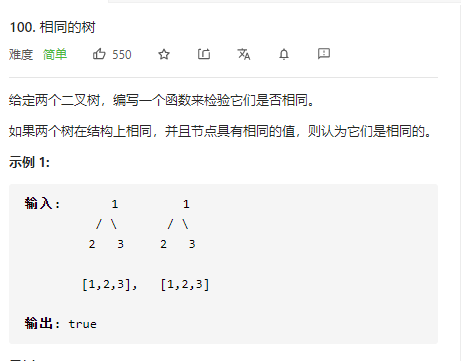 100. 相同的树
难度 简单 550
给定两个二叉树，编写一个函数来检验它们是否相同。
如果两个树在结构上相同，并且节点具有相同的值，则认为它们是相同的。
示例 1:
输入: 1 1
/ \ / \
2 3 2 3
[1,2,3], [1,2,3]
输出: true